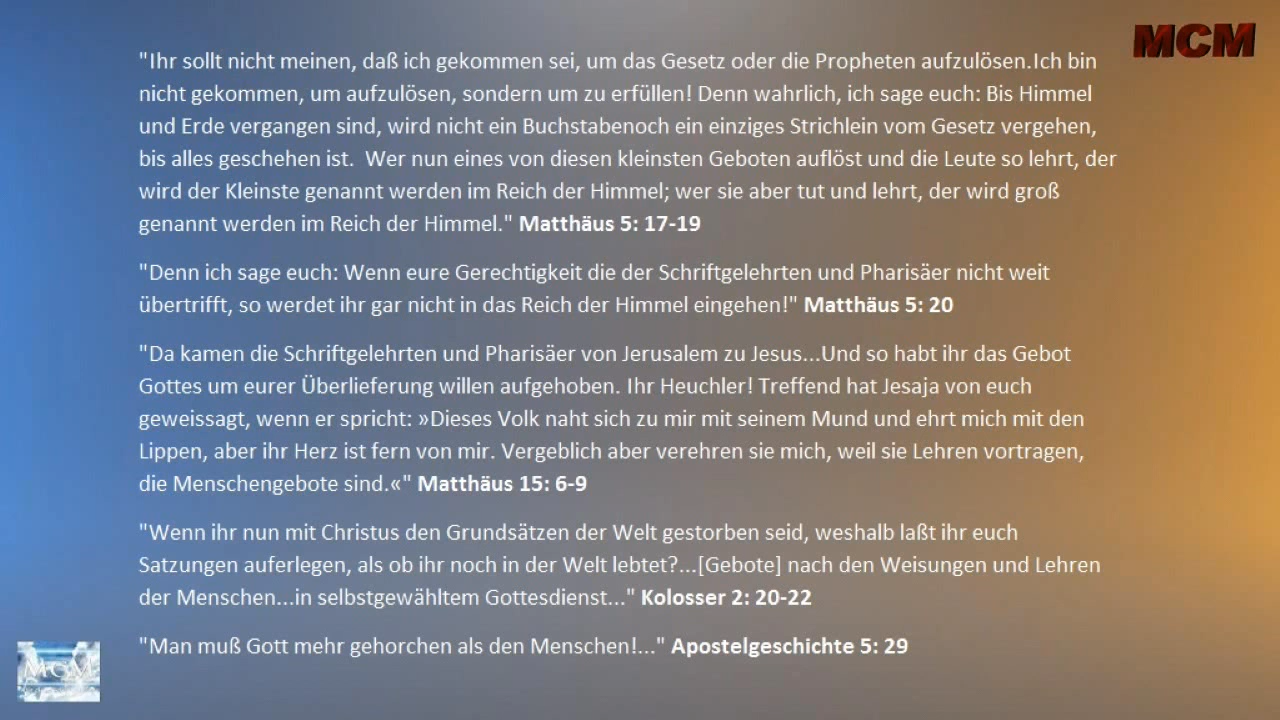 MCM
"Ihr sollt nicht meinen, daß ich gekommen sei, um das Gesetz oder die Propheten aufzulösen.Ich bin
nicht gekommen, um aufzulösen, sondern um zu erfüllen! Denn wahrlich, ich sage euch: Bis Himmel
und Erde vergangen sind, wird nicht ein Buchstabenoch ein einziges Strichlein vom Gesetz vergehen,
bis alles geschehen ist.  Wer nun eines von diesen kleinsten Geboten auflöst und die Leute so lehrt, der
wird der Kleinste genannt werden im Reich der Himmel; wer sie aber tut und lehrt, der wird groß
genannt werden im Reich der Himmel." Matthäus 5: 17-19
"Denn ich sage euch: Wenn eure Gerechtigkeit die der Schriftgelehrten und Pharisäer nicht weit
übertrifft, so werdet ihr gar nicht in das Reich der Himmel eingehen!" Matthäus 5: 20
"Da kamen die Schriftgelehrten und Pharisäer von Jerusalem zu Jesus...Und so habt ihr das Gebot
Gottes um eurer Überlieferung willen aufgehoben. Ihr Heuchler! Treffend hat Jesaja von euch
geweissagt, wenn er spricht: »Dieses Volk naht sich zu mir mit seinem Mund und ehrt mich mit den
Lippen, aber ihr Herz ist fern von mir. Vergeblich aber verehren sie mich, weil sie Lehren vortragen,
die Menschengebote sind.«" Matthäus 15: 6-9
"Wenn ihr nun mit Christus den Grundsätzen der Welt gestorben seid, weshalb laßt ihr euch
Satzungen auferlegen, als ob ihr noch in der Welt lebtet?...[Gebote] nach den Weisungen und Lehren
der Menschen...in selbstgewähltem Gottesdienst..." Kolosser 2: 20-22
"Man muß Gott mehr gehorchen als den Menschen!..." Apostelgeschichte 5: 29
MCM